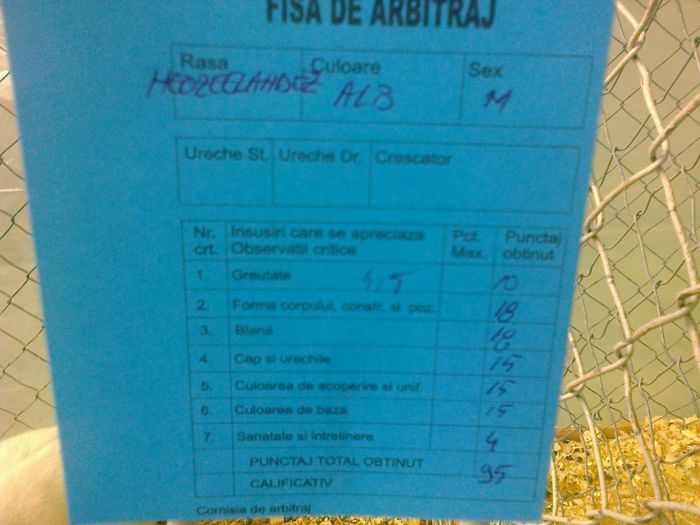 FISA DE ARBITRAJ
Rasa Culoare Sex
NEOZEELANDEZ ALB M
Ureche St. Ureche Dr. Crescator
Nr. crt. Insusiri care se apreciaza Observatii critice Pct. Max. Punctaj obtinut
1. Greutate 4,5 10
2. Forma corpului, constr. si poz. 18
3. Blana 18
4. Cap si urechile 15
5. Culoarea de acoperire si unif. 15
6. Culoarea de baza 15
7. Sanatate si intretinere 4
PUNCTAJ TOTAL OBTINUT 95
CALIFICATIV
Comisia de arbitraj